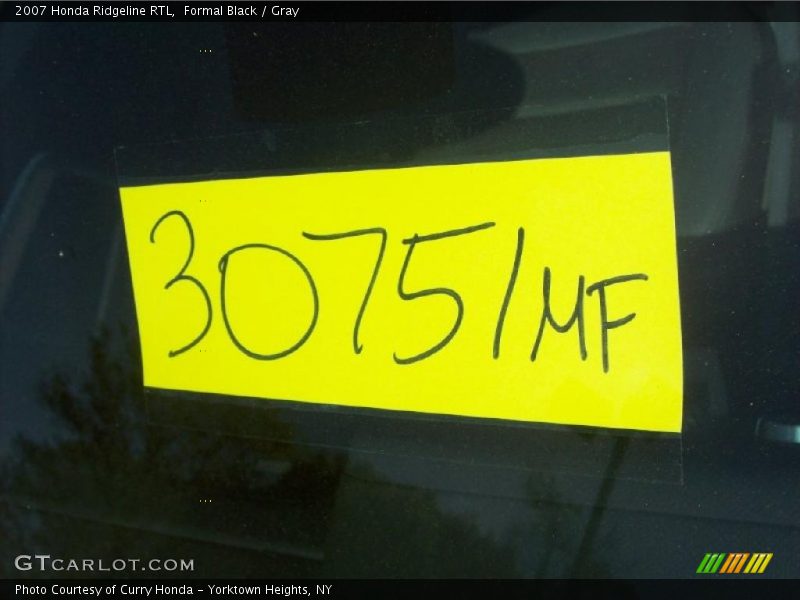 2007 Honda Ridgeline RTL,  Formal Black / Gray
30751MF
GTCARLOT.COM
Photo Courtesy of Curry Honda - Yorktown Heights, NY